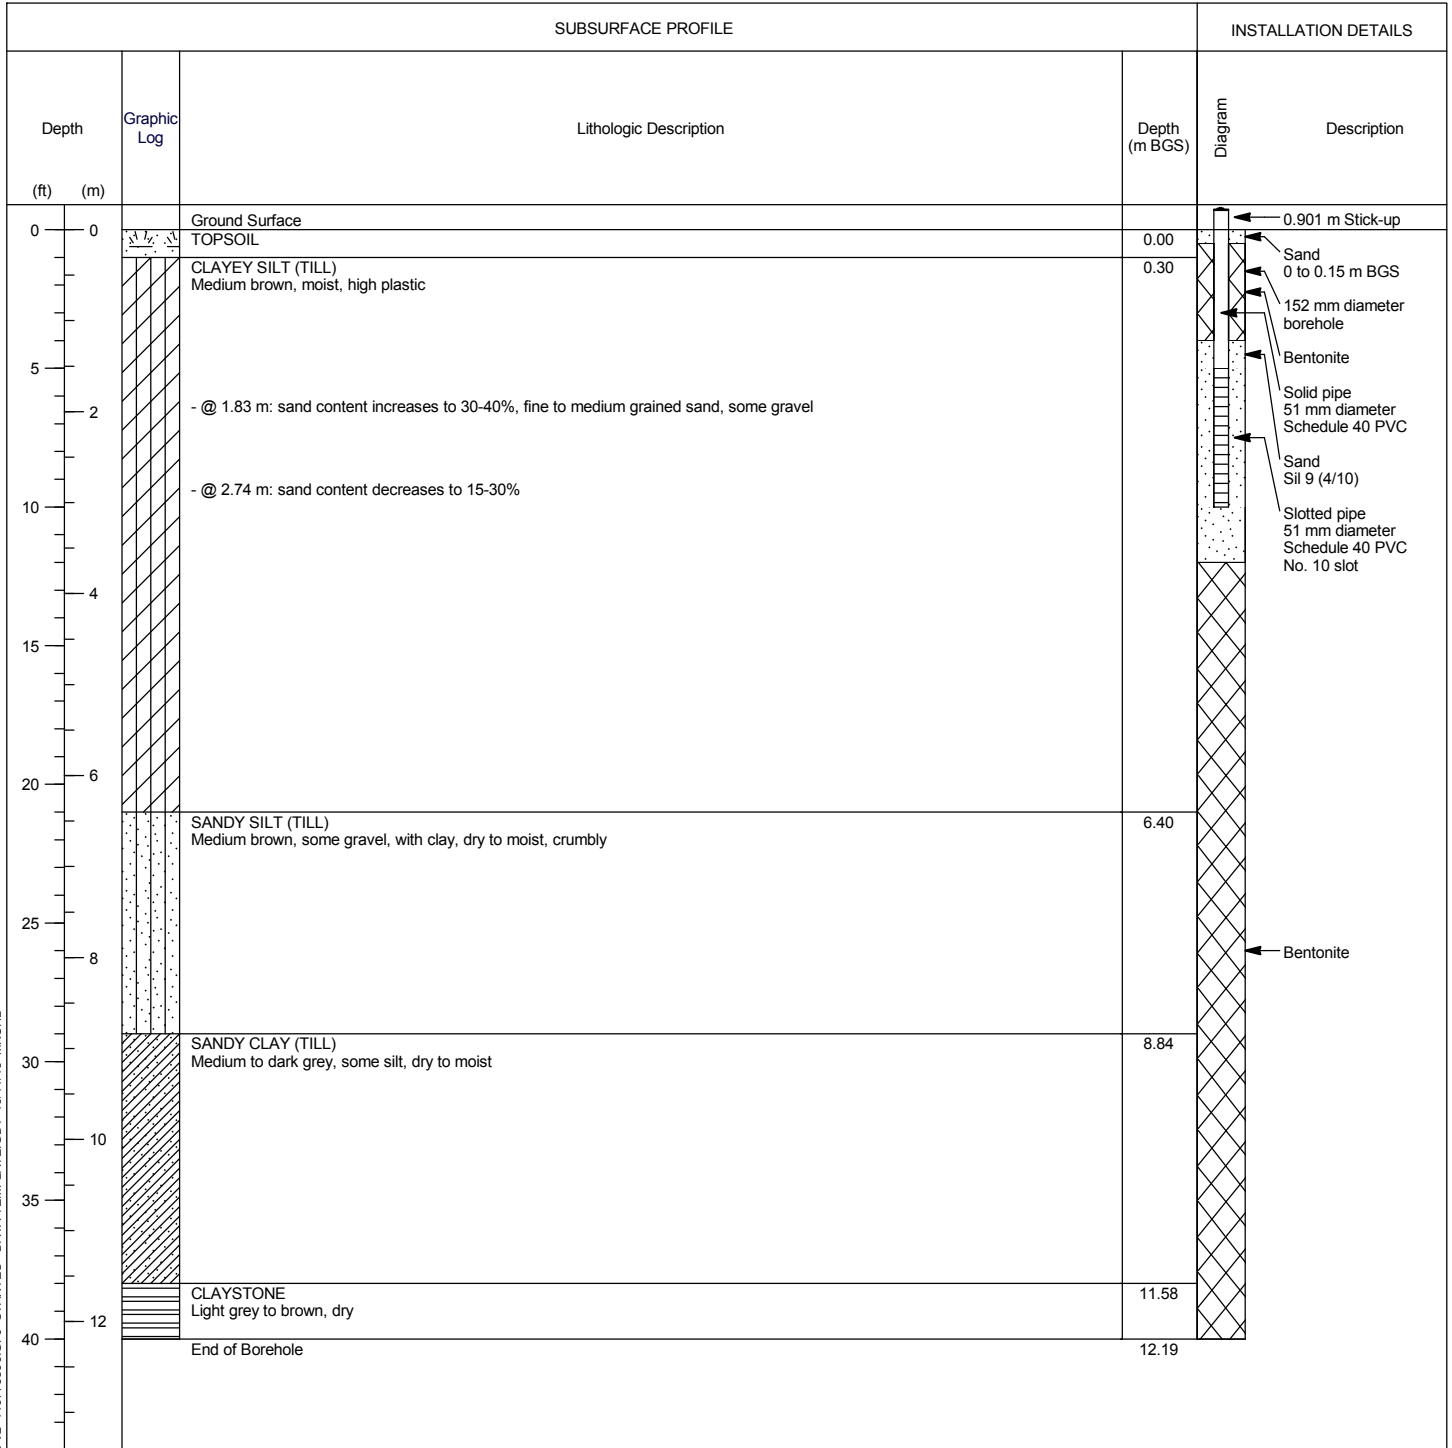 SUBSURFACE PROFILE
INSTALLATION DETAILS
Depth
(ft)
(m)
Graphic
Log
Lithologic Description
Depth
(m BGS)
Diagram
Description
Ground Surface
0.901 m Stick-up
0
0
TOPSOIL
0.00
CLAYEY SILT (TILL)
0.30
Medium brown, moist, high plastic
Sand
0 to 0.15 m BGS
152 mm diameter
borehole
Bentonite
5
Solid pipe
51 mm diameter
Schedule 40 PVC
2
- @ 1.83 m: sand content increases to 30-40%, fine to medium grained sand, some gravel
Sand
Sil 9 (4/10)
- @ 2.74 m: sand content decreases to 15-30%
10
Slotted pipe
51 mm diameter
Schedule 40 PVC
No. 10 slot
4
15
6
20
SANDY SILT (TILL)
6.40
Medium brown, some gravel, with clay, dry to moist, crumbly
25
8
Bentonite
SANDY CLAY (TILL)
8.84
Medium to dark grey, some silt, dry to moist
30
10
35
CLAYSTONE
11.58
Light grey to brown, dry
12
40
End of Borehole
12.19